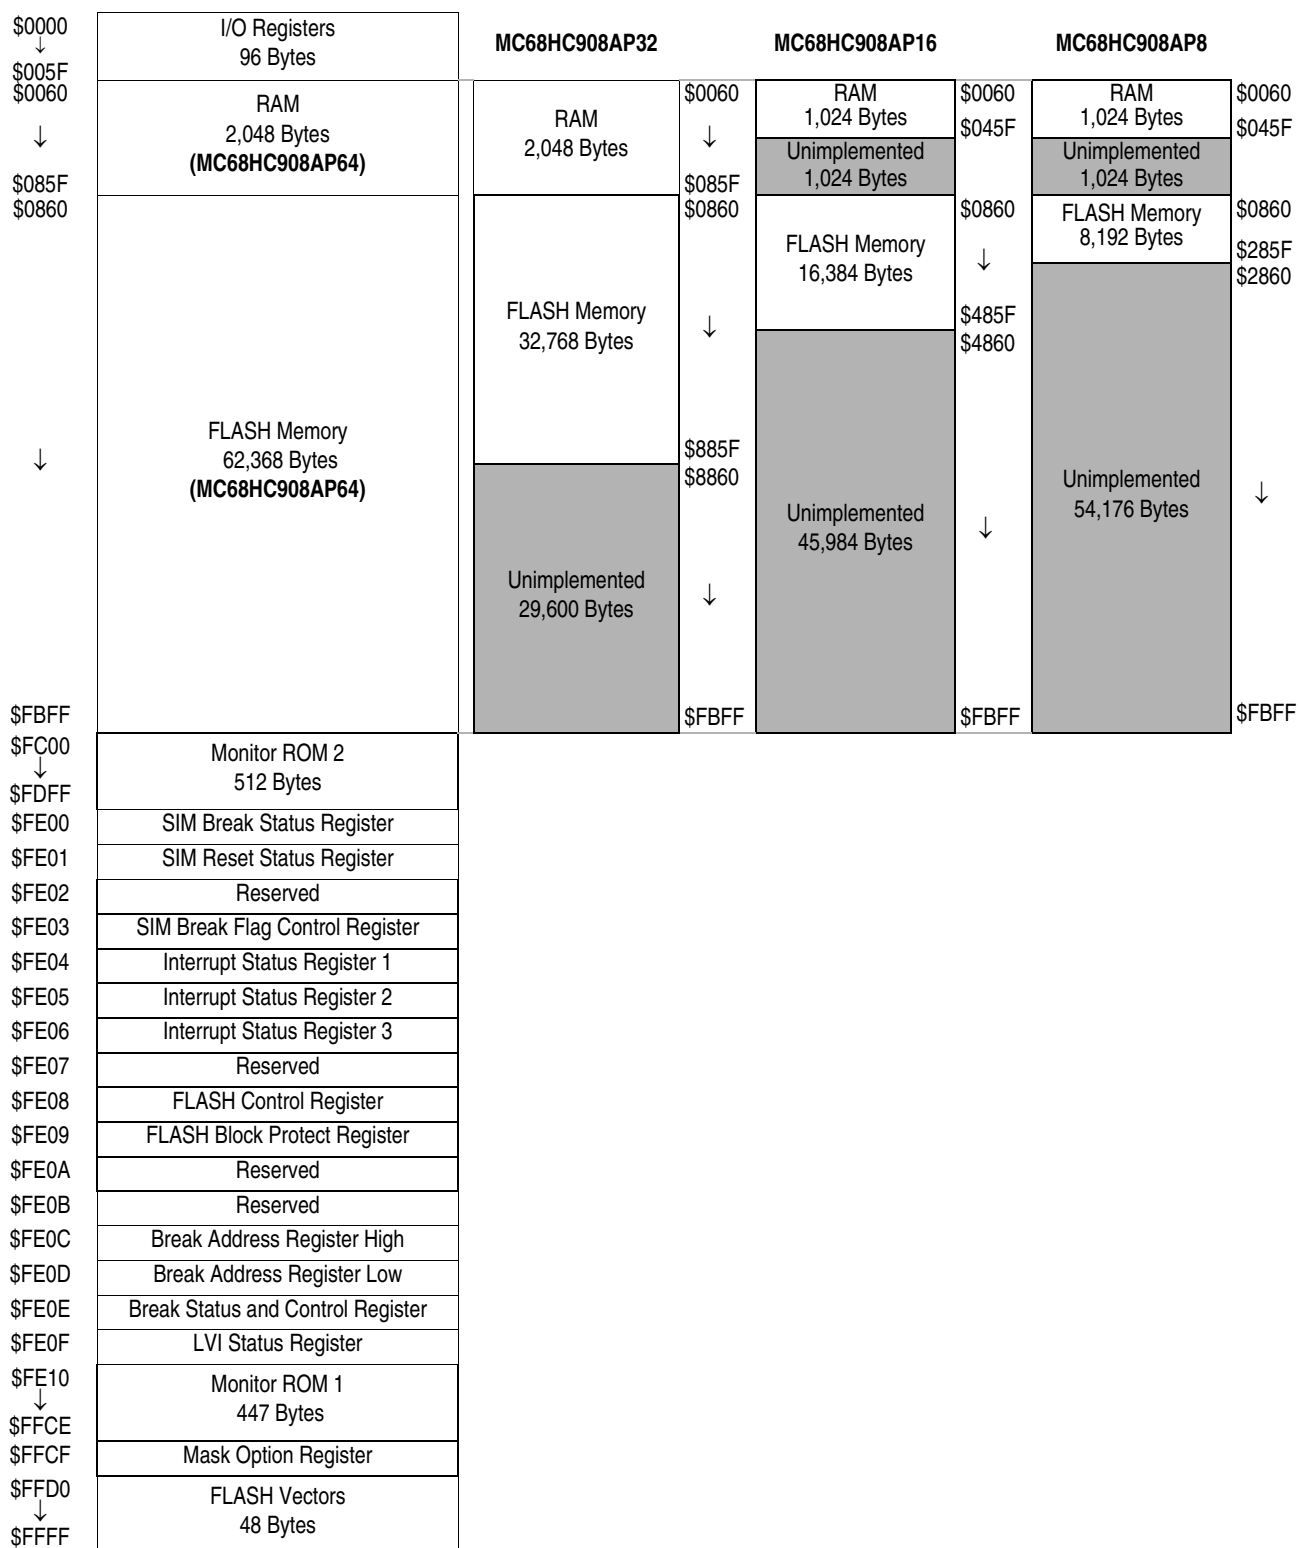 $0000
↓
$005F
I/O Registers
96 Bytes
MC68HC908AP32
MC68HC908AP16
MC68HC908AP8
$0060
↓
$085F
RAM
2,048 Bytes
(MC68HC908AP64)
RAM
2,048 Bytes
$0060
↓
$085F
RAM
1,024 Bytes
$0060
$045F
Unimplemented
1,024 Bytes
RAM
1,024 Bytes
$0060
$045F
Unimplemented
1,024 Bytes
$0860
↓
$FBFF
FLASH Memory
62,368 Bytes
(MC68HC908AP64)
FLASH Memory
32,768 Bytes
$0860
↓
$885F
$8860
Unimplemented
29,600 Bytes
↓
$FBFF
FLASH Memory
16,384 Bytes
$0860
↓
$485F
$4860
Unimplemented
45,984 Bytes
↓
$FBFF
FLASH Memory
8,192 Bytes
$0860
$285F
$2860
Unimplemented
54,176 Bytes
↓
$FBFF
$FC00
↓
$FDFF
Monitor ROM 2
512 Bytes
$FE00 SIM Break Status Register
$FE01 SIM Reset Status Register
$FE02 Reserved
$FE03 SIM Break Flag Control Register
$FE04 Interrupt Status Register 1
$FE05 Interrupt Status Register 2
$FE06 Interrupt Status Register 3
$FE07 Reserved
$FE08 FLASH Control Register
$FE09 FLASH Block Protect Register
$FE0A Reserved
$FE0B Reserved
$FE0C Break Address Register High
$FE0D Break Address Register Low
$FE0E Break Status and Control Register
$FE0F LVI Status Register
$FE10
↓
$FFCE
Monitor ROM 1
447 Bytes
$FFCF Mask Option Register
$FFD0
↓
$FFFF
FLASH Vectors
48 Bytes